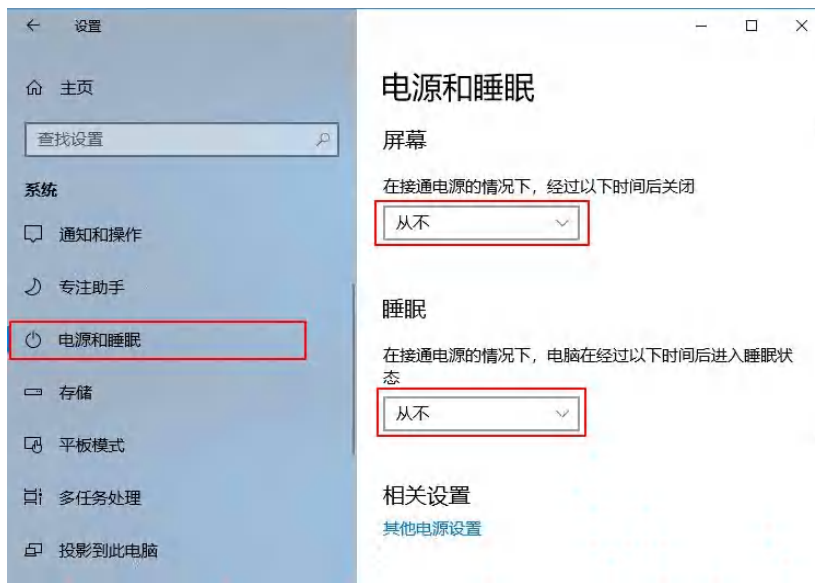 设置
主页
查找设置
系统
通知和操作
专注助手
电源和睡眠
存储
平板模式
多任务处理
投影到此电脑
电源和睡眠
屏幕
在接通电源的情况下，经过以下时间后关闭
从不
睡眠
在接通电源的情况下，电脑在经过以下时间后进入睡眠状
态
从不
相关设置
其他电源设置